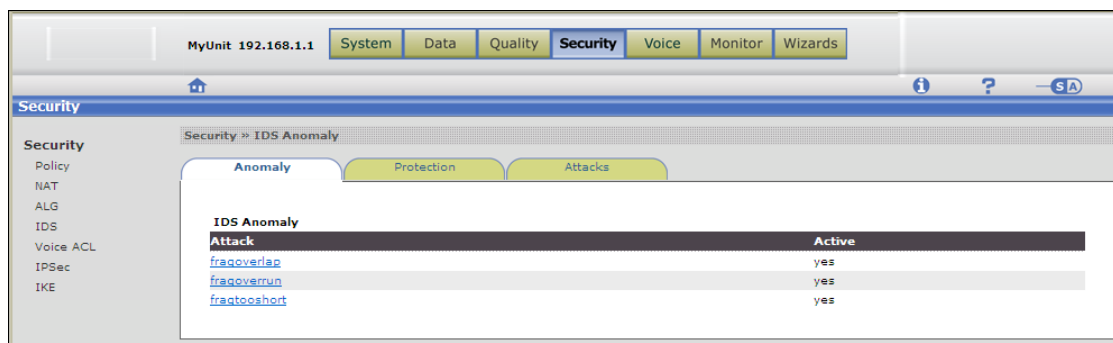 MyUnit 192.168.1.1 System Data Quality Security Voice Monitor Wizards
i ? S A
Security
Security
Policy
NAT
ALG
IDS
Voice ACL
IPSec
IKE
Security » IDS Anomaly
Anomaly Protection Attacks
IDS Anomaly
Attack Active
fragoverlap yes
fragoverrun yes
fragtooshort yes